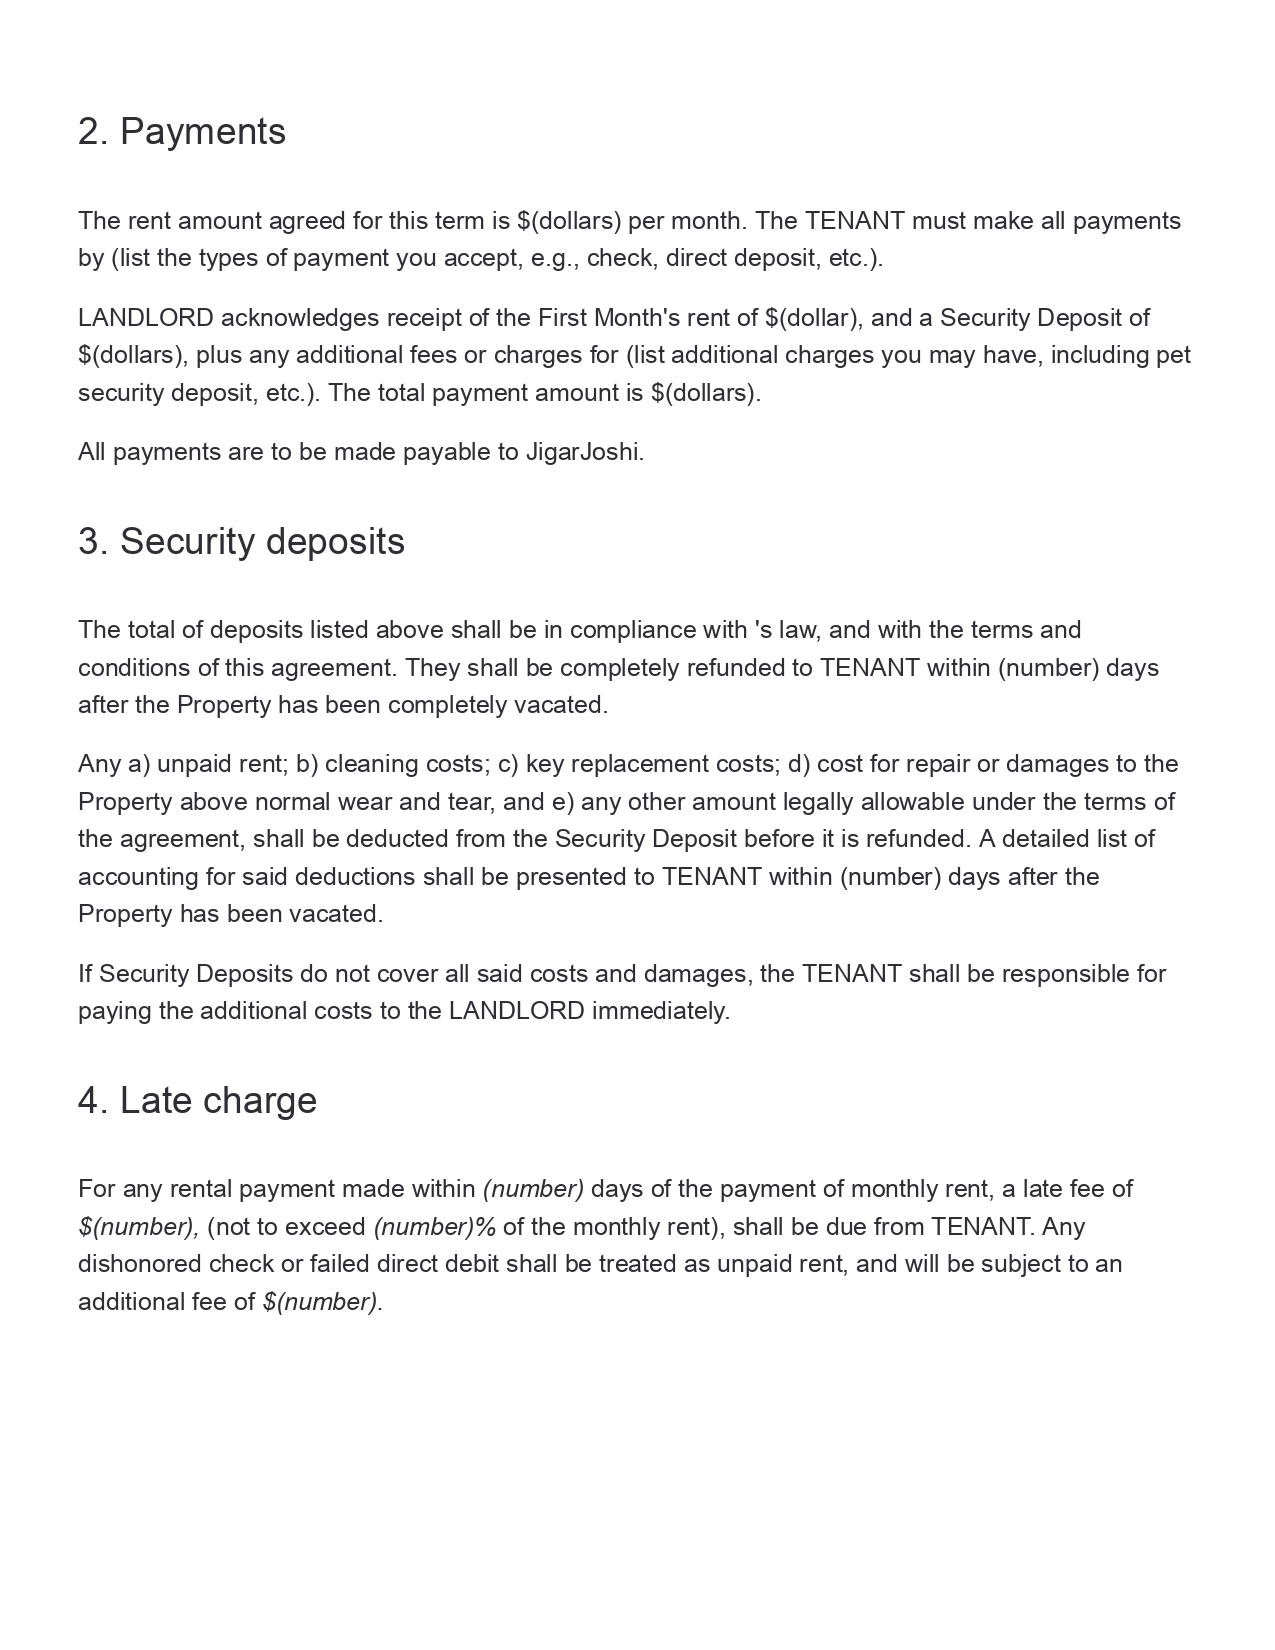 2. Payments
The rent amount agreed for this term is $(dollars) per month. The TENANT must make all payments
by (list the types of payment you accept, e.g., check, direct deposit, etc.).
LANDLORD acknowledges receipt of the First Month's rent of $(dollar), and a Security Deposit of
$(dollars), plus any additional fees or charges for (list additional charges you may have, including pet
security deposit, etc.). The total payment amount is $(dollars).
All payments are to be made payable to JigarJoshi.
3. Security deposits
The total of deposits listed above shall be in compliance with 's law, and with the terms and
conditions of this agreement. They shall be completely refunded to TENANT within (number) days
after the Property has been completely vacated.
Any a) unpaid rent; b) cleaning costs; c) key replacement costs; d) cost for repair or damages to the
Property above normal wear and tear, and e) any other amount legally allowable under the terms of
the agreement, shall be deducted from the Security Deposit before it is refunded. A detailed list of
accounting for said deductions shall be presented to TENANT within (number) days after the
Property has been vacated.
If Security Deposits do not cover all said costs and damages, the TENANT shall be responsible for
paying the additional costs to the LANDLORD immediately.
4. Late charge
For any rental payment made within (number) days of the payment of monthly rent, a late fee of
$(number), (not to exceed (number)% of the monthly rent), shall be due from TENANT. Any
dishonored check or failed direct debit shall be treated as unpaid rent, and will be subject to an
additional fee of $(number).